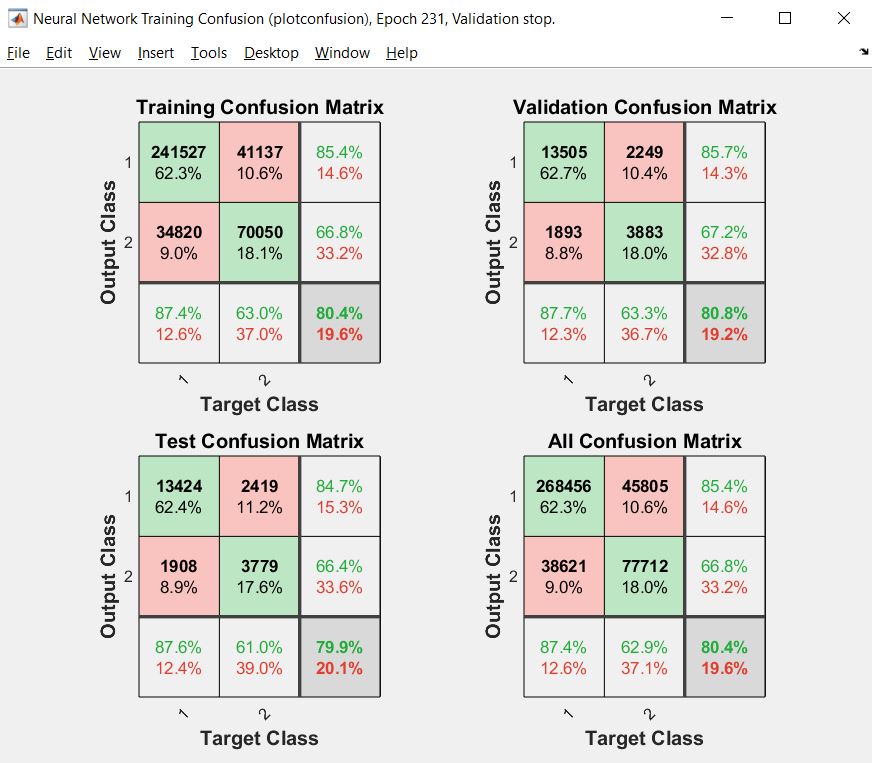 Neural Network Training Confusion (plotconfusion), Epoch 231, Validation stop.
File Edit View Insert Tools Desktop Window Help
Training Confusion Matrix
Output Class
1
241527 41137 85.4%
62.3% 10.6% 14.6%
2
34820 70050 66.8%
9.0% 18.1% 33.2%
87.4% 63.0% 80.4%
12.6% 37.0% 19.6%
1 2
Target Class
Validation Confusion Matrix
Output Class
1
13505 2249 85.7%
62.7% 10.4% 14.3%
2
1893 3883 67.2%
8.8% 18.0% 32.8%
87.7% 63.3% 80.8%
12.3% 36.7% 19.2%
1 2
Target Class
Test Confusion Matrix
Output Class
1
13424 2419 84.7%
62.4% 11.2% 15.3%
2
1908 3779 66.4%
8.9% 17.6% 33.6%
87.6% 61.0% 79.9%
12.4% 39.0% 20.1%
1 2
Target Class
All Confusion Matrix
Output Class
1
268456 45805 85.4%
62.3% 10.6% 14.6%
2
38621 77712 66.8%
9.0% 18.0% 33.2%
87.4% 62.9% 80.4%
12.6% 37.1% 19.6%
1 2
Target Class